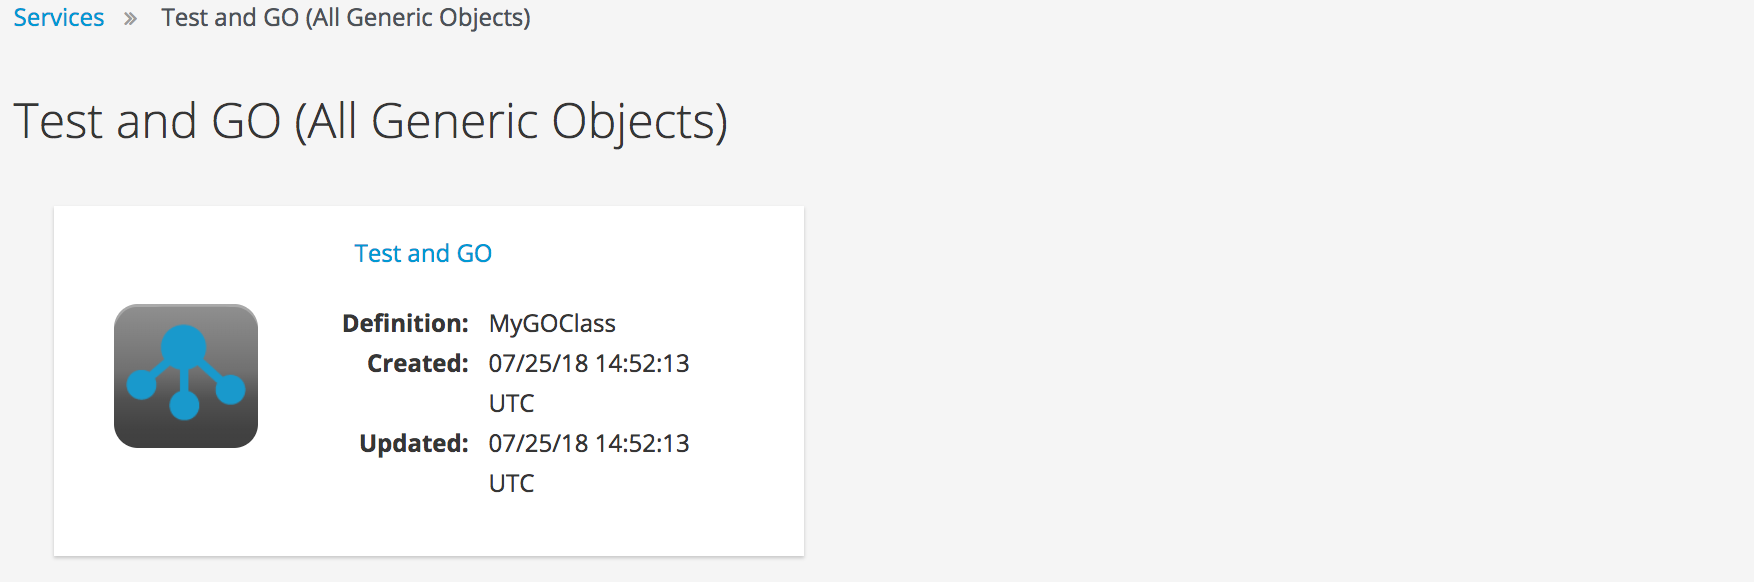 Services » Test and GO (All Generic Objects)
Test and GO (All Generic Objects)
Test and GO
Definition: MyGOClass
Created: 07/25/18 14:52:13
UTC
Updated: 07/25/18 14:52:13
UTC